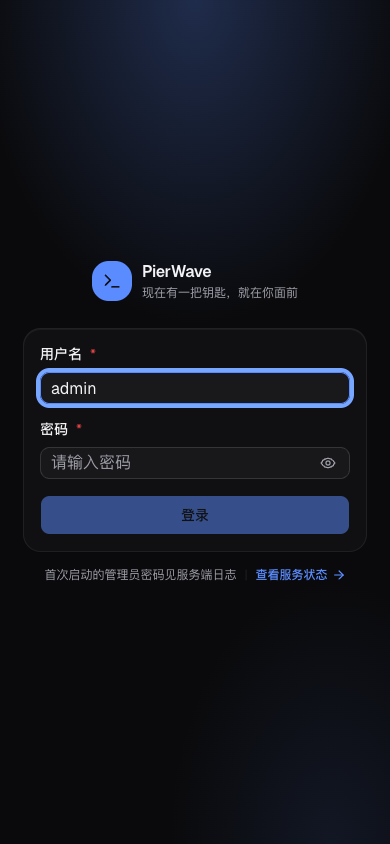 PierWave
现在有一把钥匙，就在你面前
用户名 *
admin
密码 *
请输入密码
登录
首次启动的管理员密码见服务端日志 | 查看服务状态 →